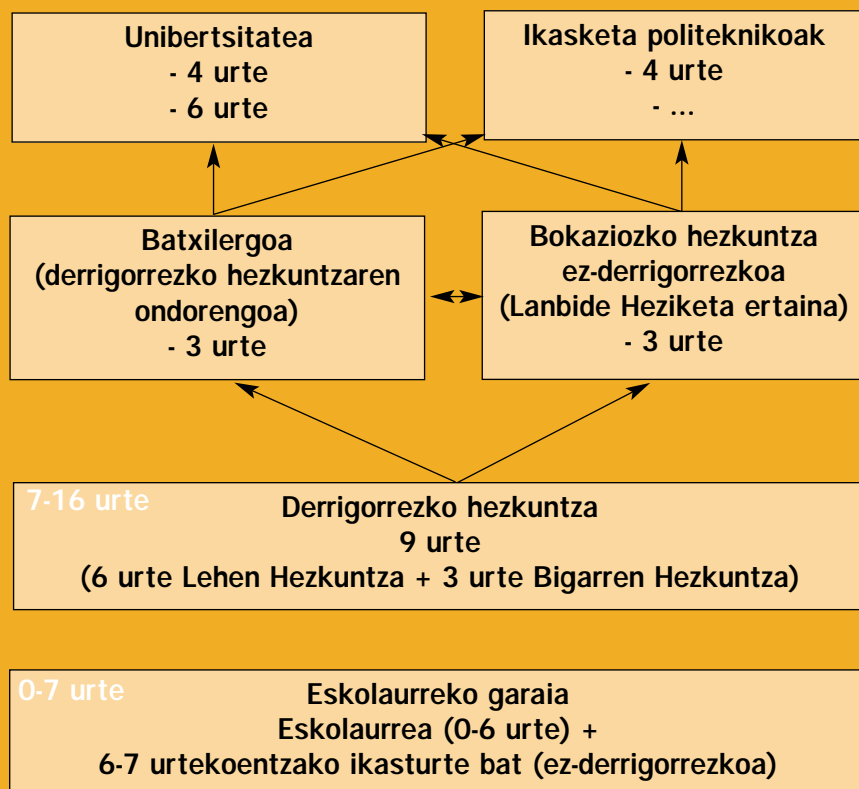 Unibertsitatea
- 4 urte
- 6 urte
Ikasketa politeknikoak
- 4 urte
- ...
Batxilergoa
(derrigorrezko hezkuntzaren
ondorengoa)
- 3 urte
Bokaziozko hezkuntza
ez-derrigorrezkoa
(Lanbide Heziketa ertaina)
- 3 urte
7-16 urte
Derrigorrezko hezkuntza
9 urte
(6 urte Lehen Hezkuntza + 3 urte Bigarren Hezkuntza)
0-7 urte
Eskolaurreko garaia
Eskolaurrea (0-6 urte) +
6-7 urtekoentzako ikasturte bat (ez-derrigorrezkoa)